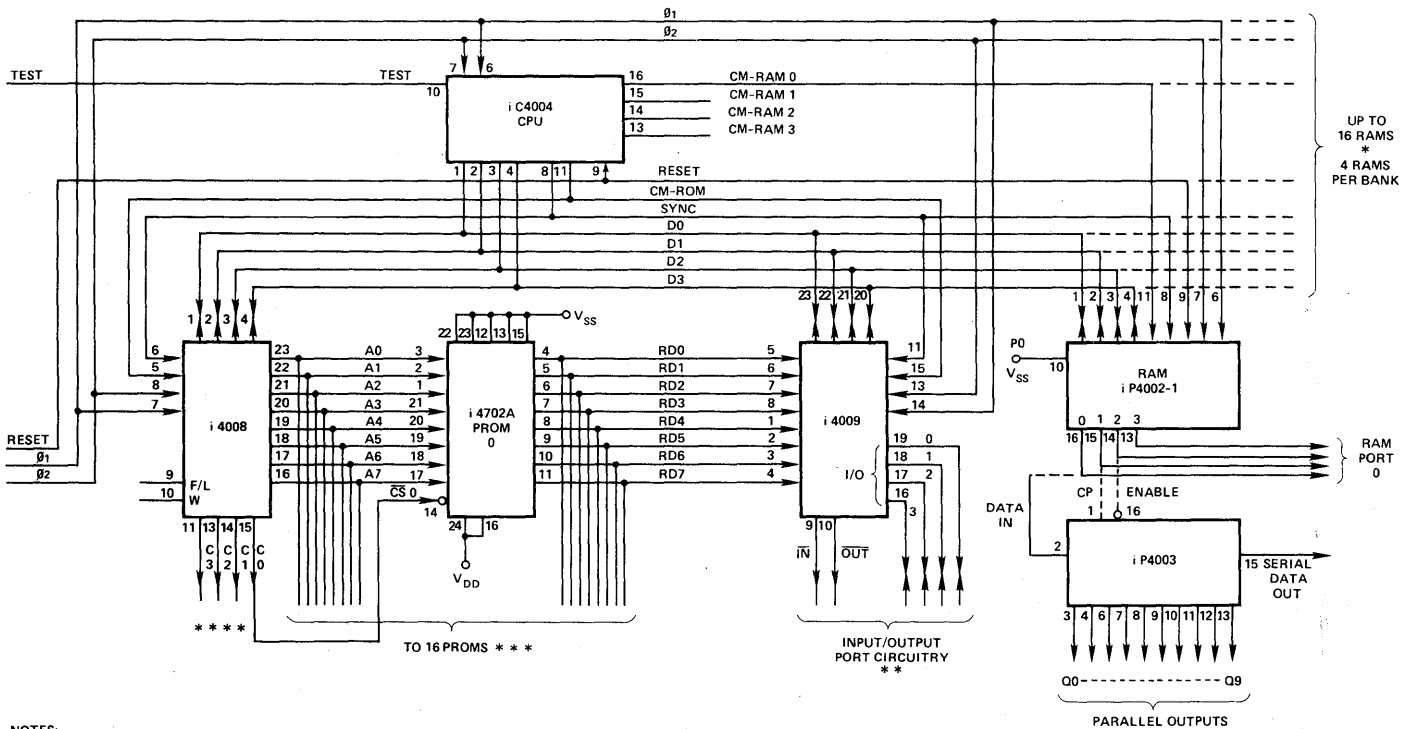 Ø1
Ø2
TEST
TEST
7 6
10
i C4004
CPU
16 CM-RAM 0
15 CM-RAM 1
14 CM-RAM 2
13 CM-RAM 3
1 2 3 4 8 11 9
UP TO
16 RAMS
*
4 RAMS
PER BANK
RESET
CM-ROM
SYNC
D0
D1
D2
D3
1 2 3 4
22 23 12 13 15
VSS
23 22 21 20
1 2 3 4 11 8 9 7 6
6
5
8
7
i 4008
23 A0 3
22 A1 2
21 A2 1
20 A3 21
19 A4 20
18 A5 19
17 A6 18
16 A7 17
9 F/L
10 W
CS 0
14
i 4702A
PROM
0
4 RD0 5
5 RD1 6
6 RD2 7
7 RD3 8
8 RD4 1
9 RD5 2
10 RD6 3
11 RD7 4
i 4009
11
15
13
14
I/O
19 0
18 1
17 2
16
3
P0
10
VSS
RAM
i P4002-1
0 1 2 3
16 15 14 13
RAM
PORT
0
RESET
Ø1
Ø2
11 13 14 15
C3 C2 C1 C0
24 16
VDD
9 10
IN OUT
DATA
IN
CP ENABLE
1 16
2
i P4003
15 SERIAL
DATA
OUT
3 4 6 7 8 9 10 11 12 13
* * * *
TO 16 PROMS * * *
INPUT/OUTPUT
PORT CIRCUITRY
* *
Q0 Q9
PARALLEL OUTPUTS
NOTES: